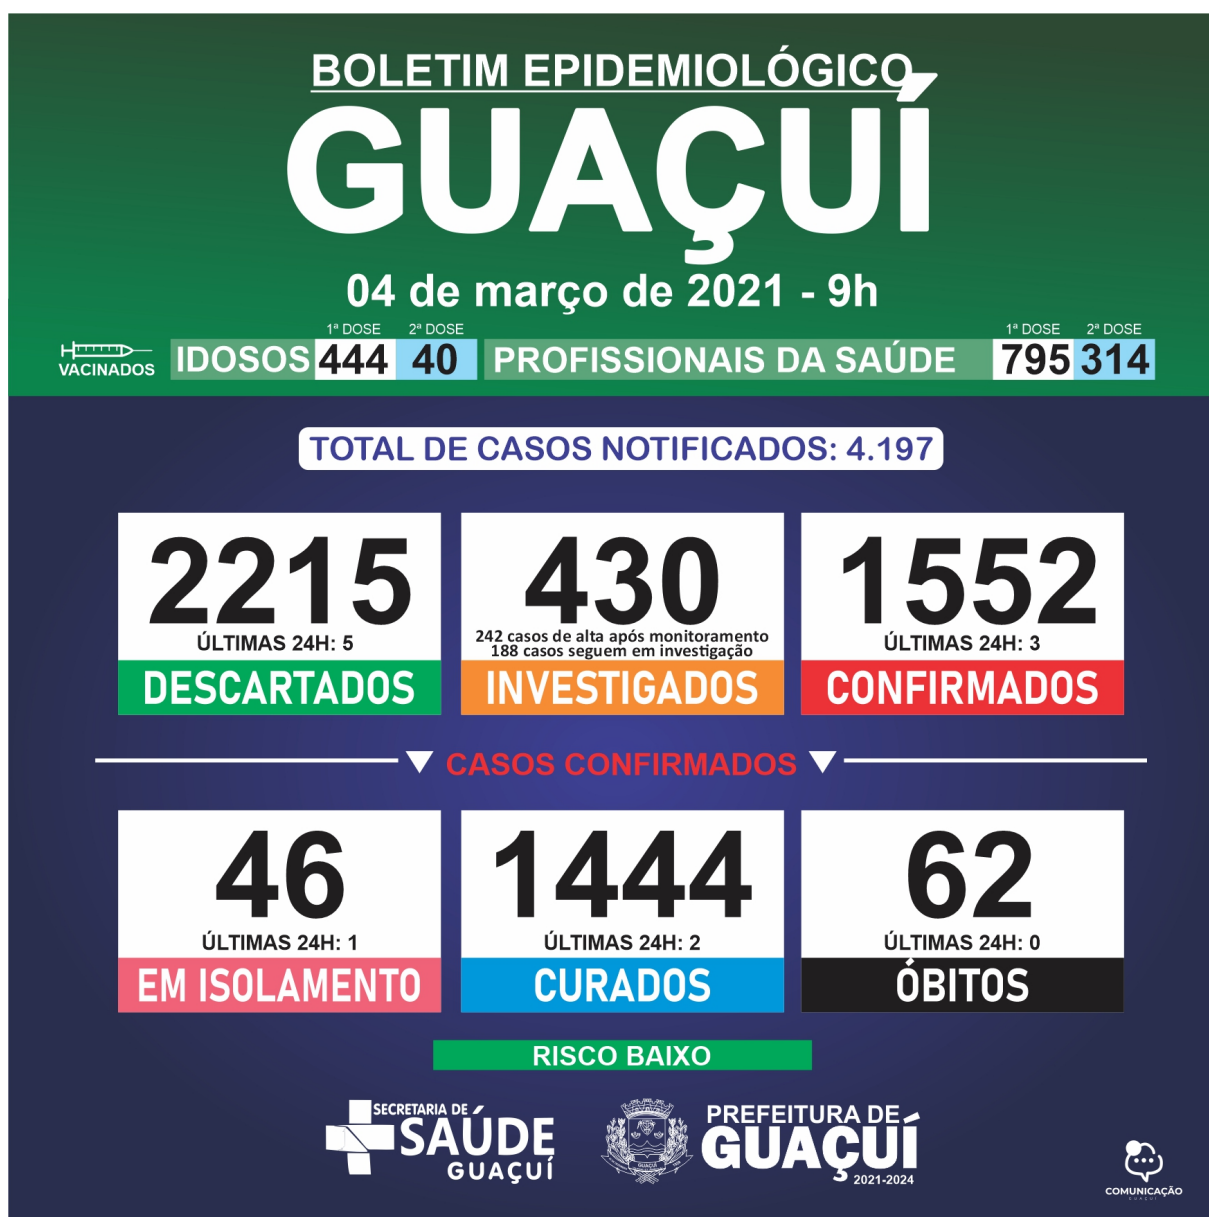 BOLETIM EPIDEMIOLÓGICO
GUAÇUÍ
04 de março de 2021 - 9h
1ª DOSE 2ª DOSE 1ª DOSE 2ª DOSE
VACINADOS IDOSOS 444 40 PROFISSIONAIS DA SAÚDE 795 314
TOTAL DE CASOS NOTIFICADOS: 4.197
2215
ÚLTIMAS 24H: 5
DESCARTADOS
430
242 casos de alta após monitoramento
188 casos seguem em investigação
INVESTIGADOS
1552
ÚLTIMAS 24H: 3
CONFIRMADOS
CASOS CONFIRMADOS
46
ÚLTIMAS 24H: 1
EM ISOLAMENTO
1444
ÚLTIMAS 24H: 2
CURADOS
62
ÚLTIMAS 24H: 0
ÓBITOS
RISCO BAIXO
SECRETARIA DE
SAÚDE
GUAÇUÍ
GUAÇUÍ
PREFEITURA DE
GUAÇUÍ
2021-2024
COMUNICAÇÃO
GUAÇUÍ